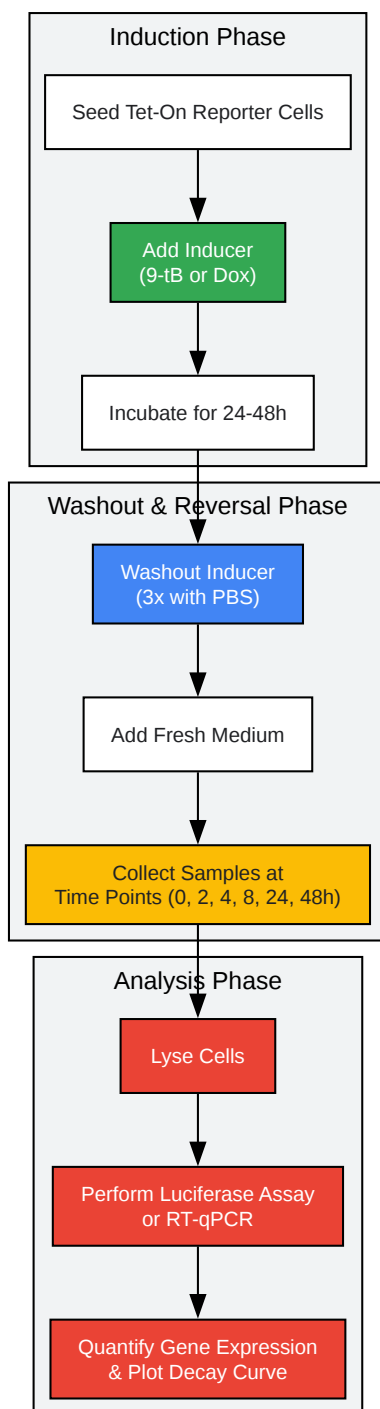 Induction Phase
Seed Tet-On Reporter Cells
Add Inducer
(9-tB or Dox)
Incubate for 24-48h
Washout & Reversal Phase
Washout Inducer
(3x with PBS)
Add Fresh Medium
Collect Samples at
Time Points (0, 2, 4, 8, 24, 48h)
Analysis Phase
Lyse Cells
Perform Luciferase Assay
or RT-qPCR
Quantify Gene Expression
& Plot Decay Curve